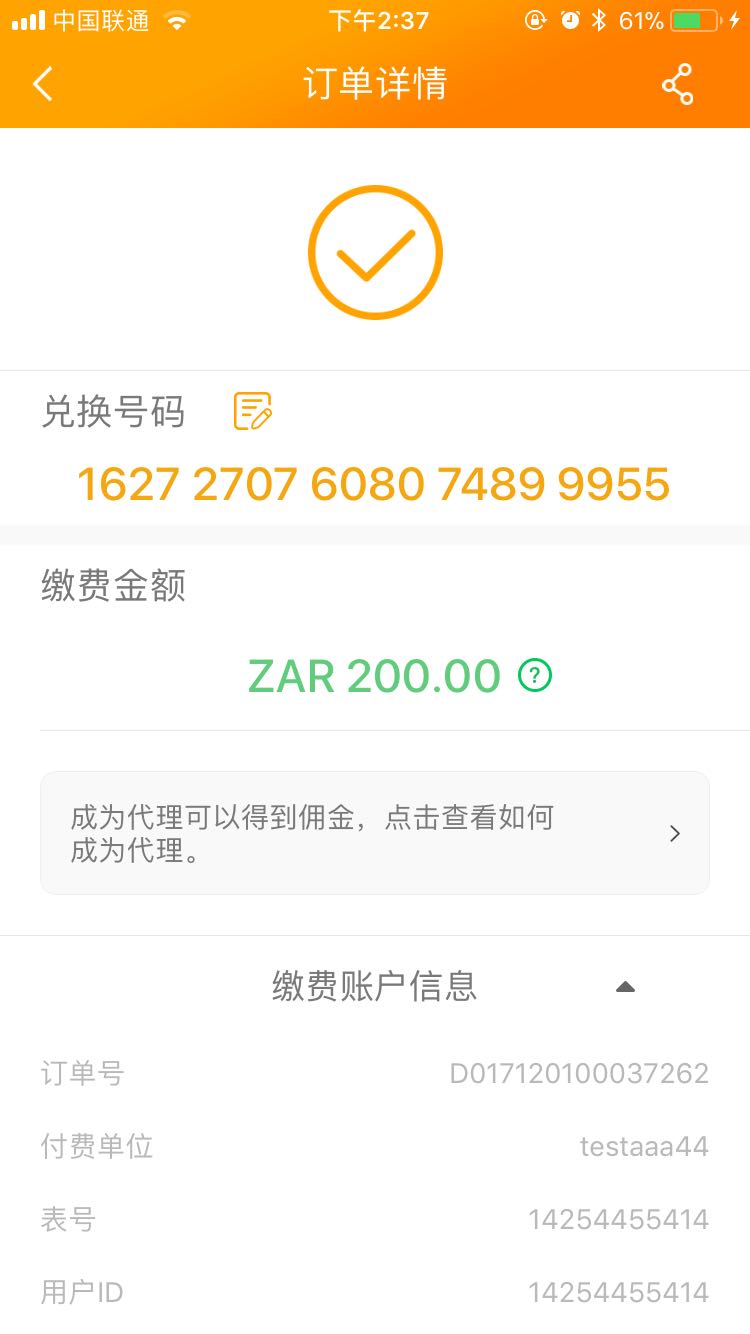 中国联通 下午2:37 61%
订单详情
兑换号码
1627 2707 6080 7489 9955
缴费金额
ZAR 200.00 ?
成为代理可以得到佣金，点击查看如何
成为代理。
缴费账户信息
订单号 D017120100037262
付费单位 testaaa44
表号 14254455414
用户ID 14254455414